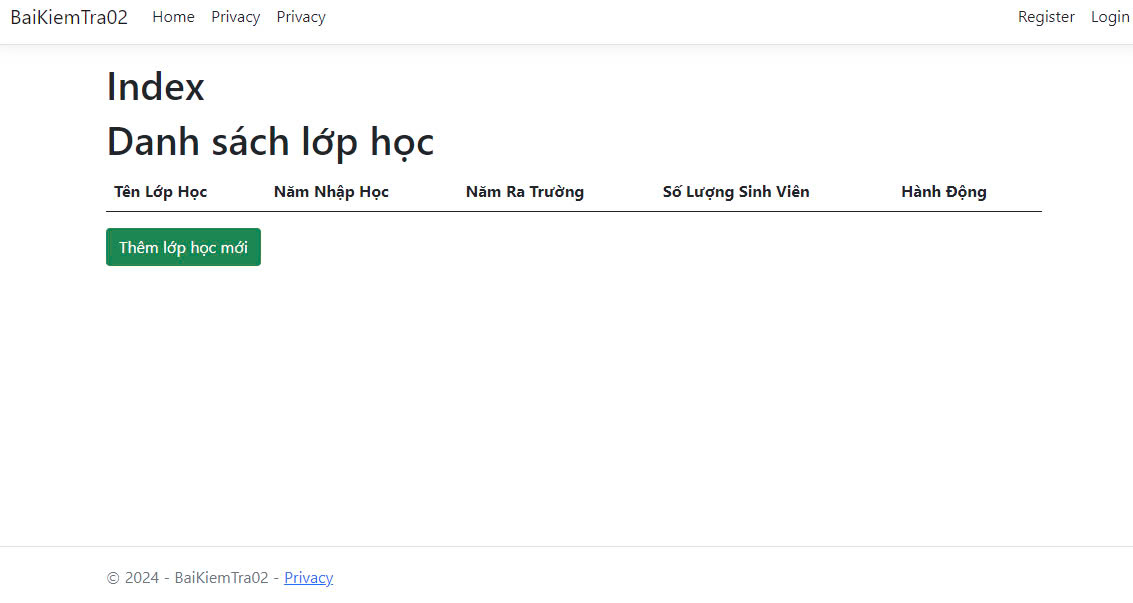 BaiKiemTra02 Home Privacy Privacy Register Login
Index
Danh sách lớp học
Tên Lớp Học Năm Nhập Học Năm Ra Trường Số Lượng Sinh Viên Hành Động
Thêm lớp học mới
© 2024 - BaiKiemTra02 - Privacy